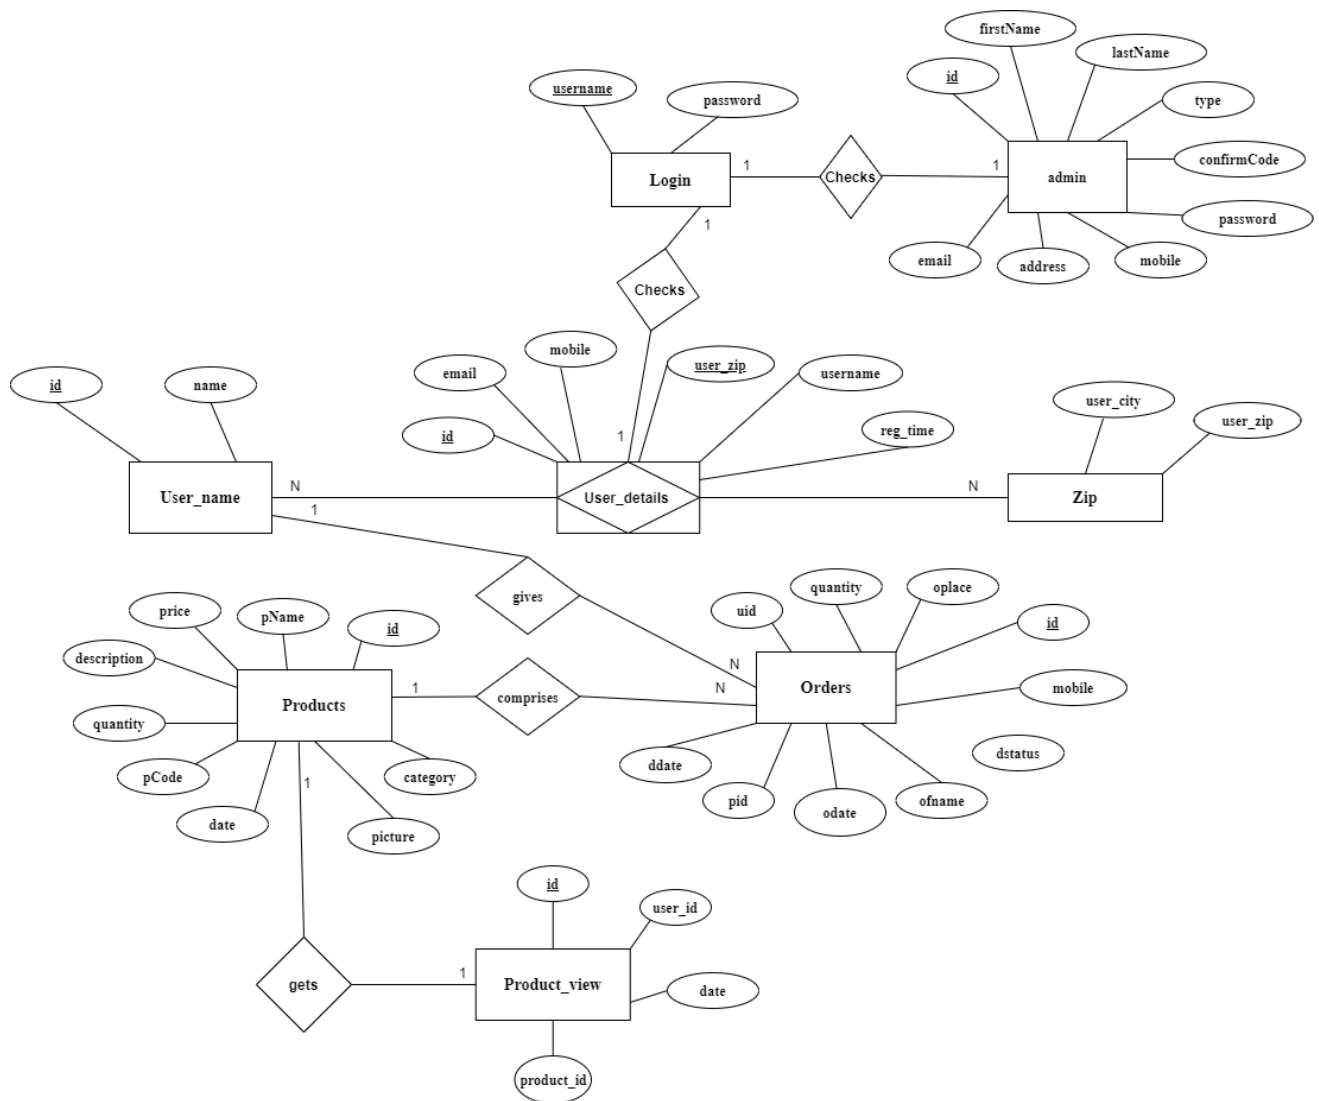 firstName
lastName
id
type
username
password
confirmCode
Login
1
Checks
1
admin
password
1
email
address
mobile
Checks
mobile
email
user_zip
username
id
name
user_city
user_zip
id
reg_time
1
User_name
N
User_details
N
Zip
1
gives
price
pName
id
uid
quantity
oplace
id
description
N
Products
1
comprises
N
Orders
mobile
quantity
dstatus
pCode
category
ddate
1
pid
ofname
date
picture
odate
id
user_id
gets
1
Product_view
date
product_id